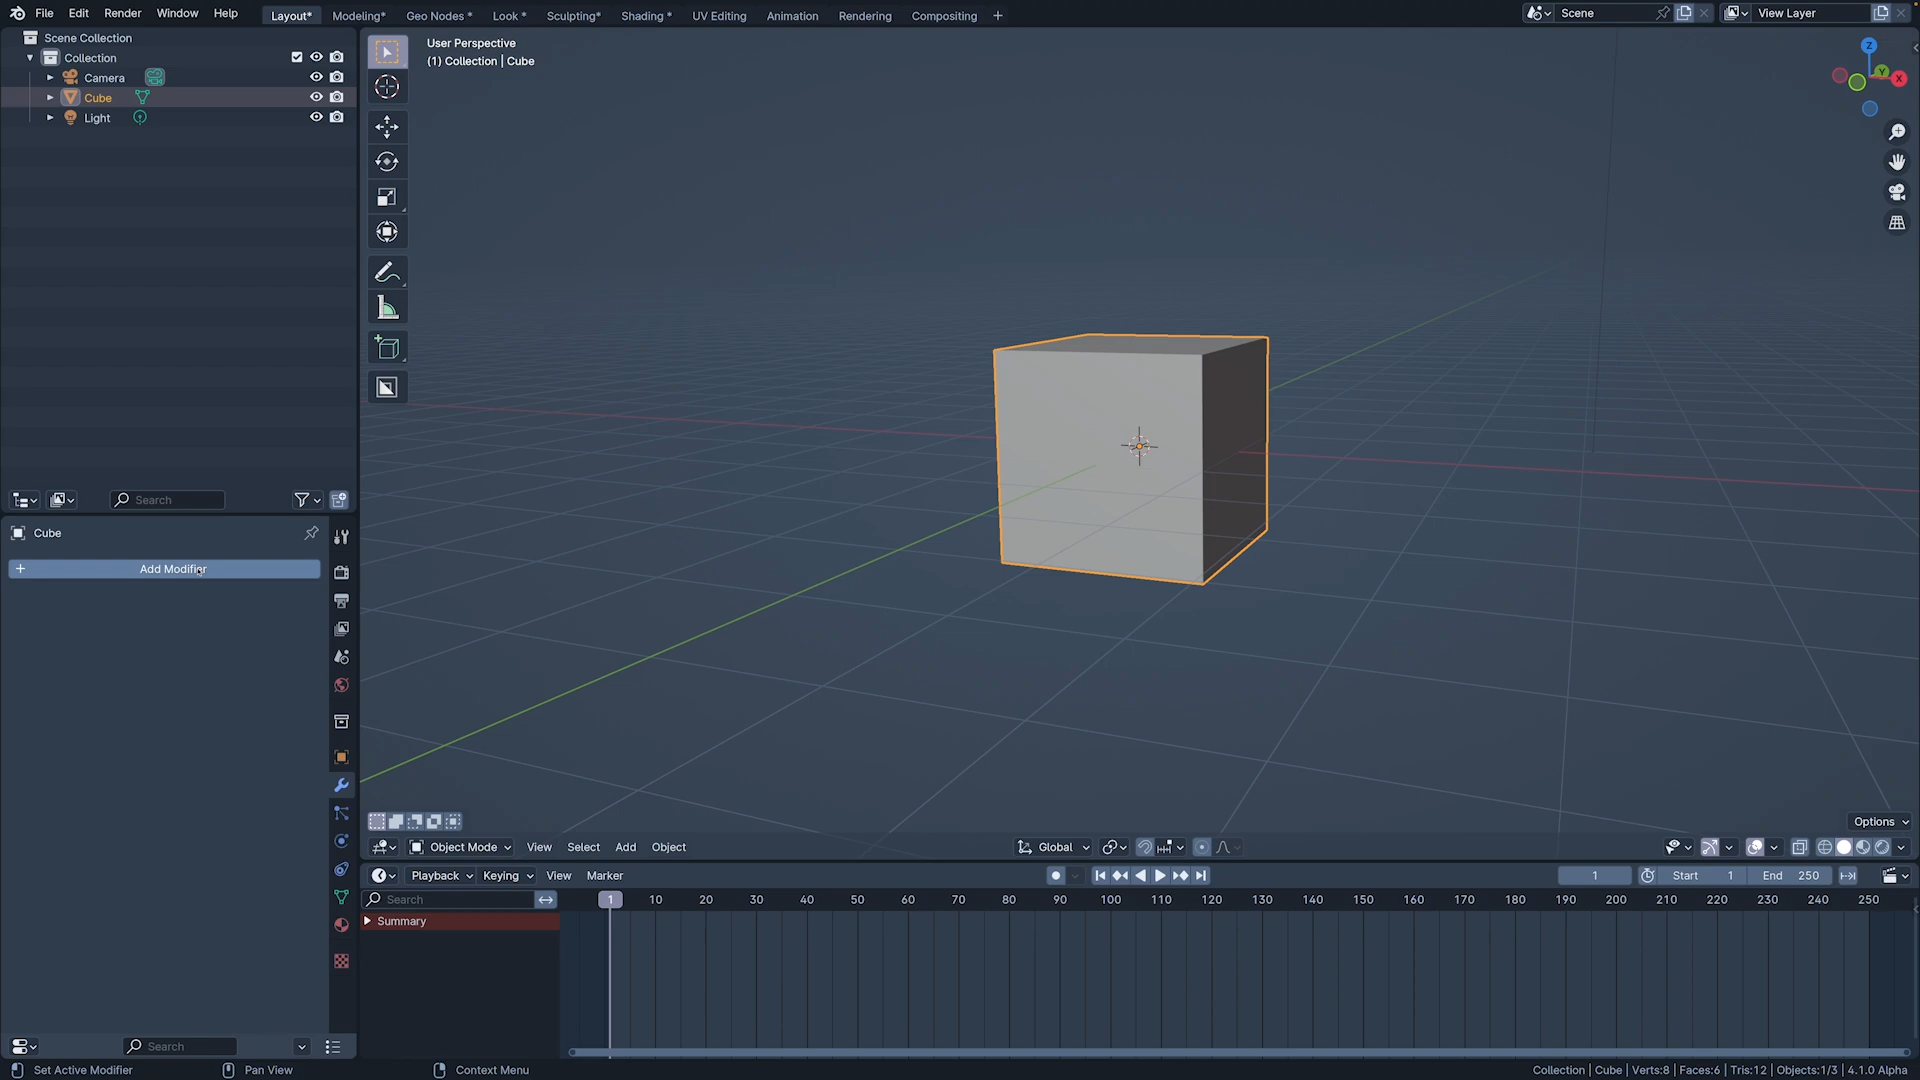 File Edit Render Window Help Layout* Modeling* Geo Nodes * Look * Sculpting* Shading * UV Editing Animation Rendering Compositing + Scene View Layer
Scene Collection
Collection
Camera
Cube
Light
Search
Cube
Add Modifier
Search
User Perspective
(1) Collection | Cube
Z
Y
X
Options
Object Mode View Select Add Object Global
Playback Keying View Marker 1 Start 1 End 250
Search 1 10 20 30 40 50 60 70 80 90 100 110 120 130 140 150 160 170 180 190 200 210 220 230 240 250
Summary
Set Active Modifier Pan View Context Menu Collection | Cube | Verts:8 | Faces:6 | Tris:12 | Objects:1/3 | 4.1.0 Alpha